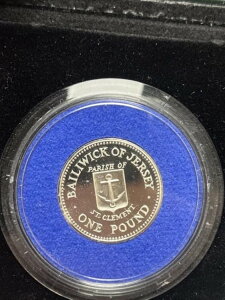 BAILIWICK OF JERSEY
PARISH OF
ST. CLEMENT
ONE POUND